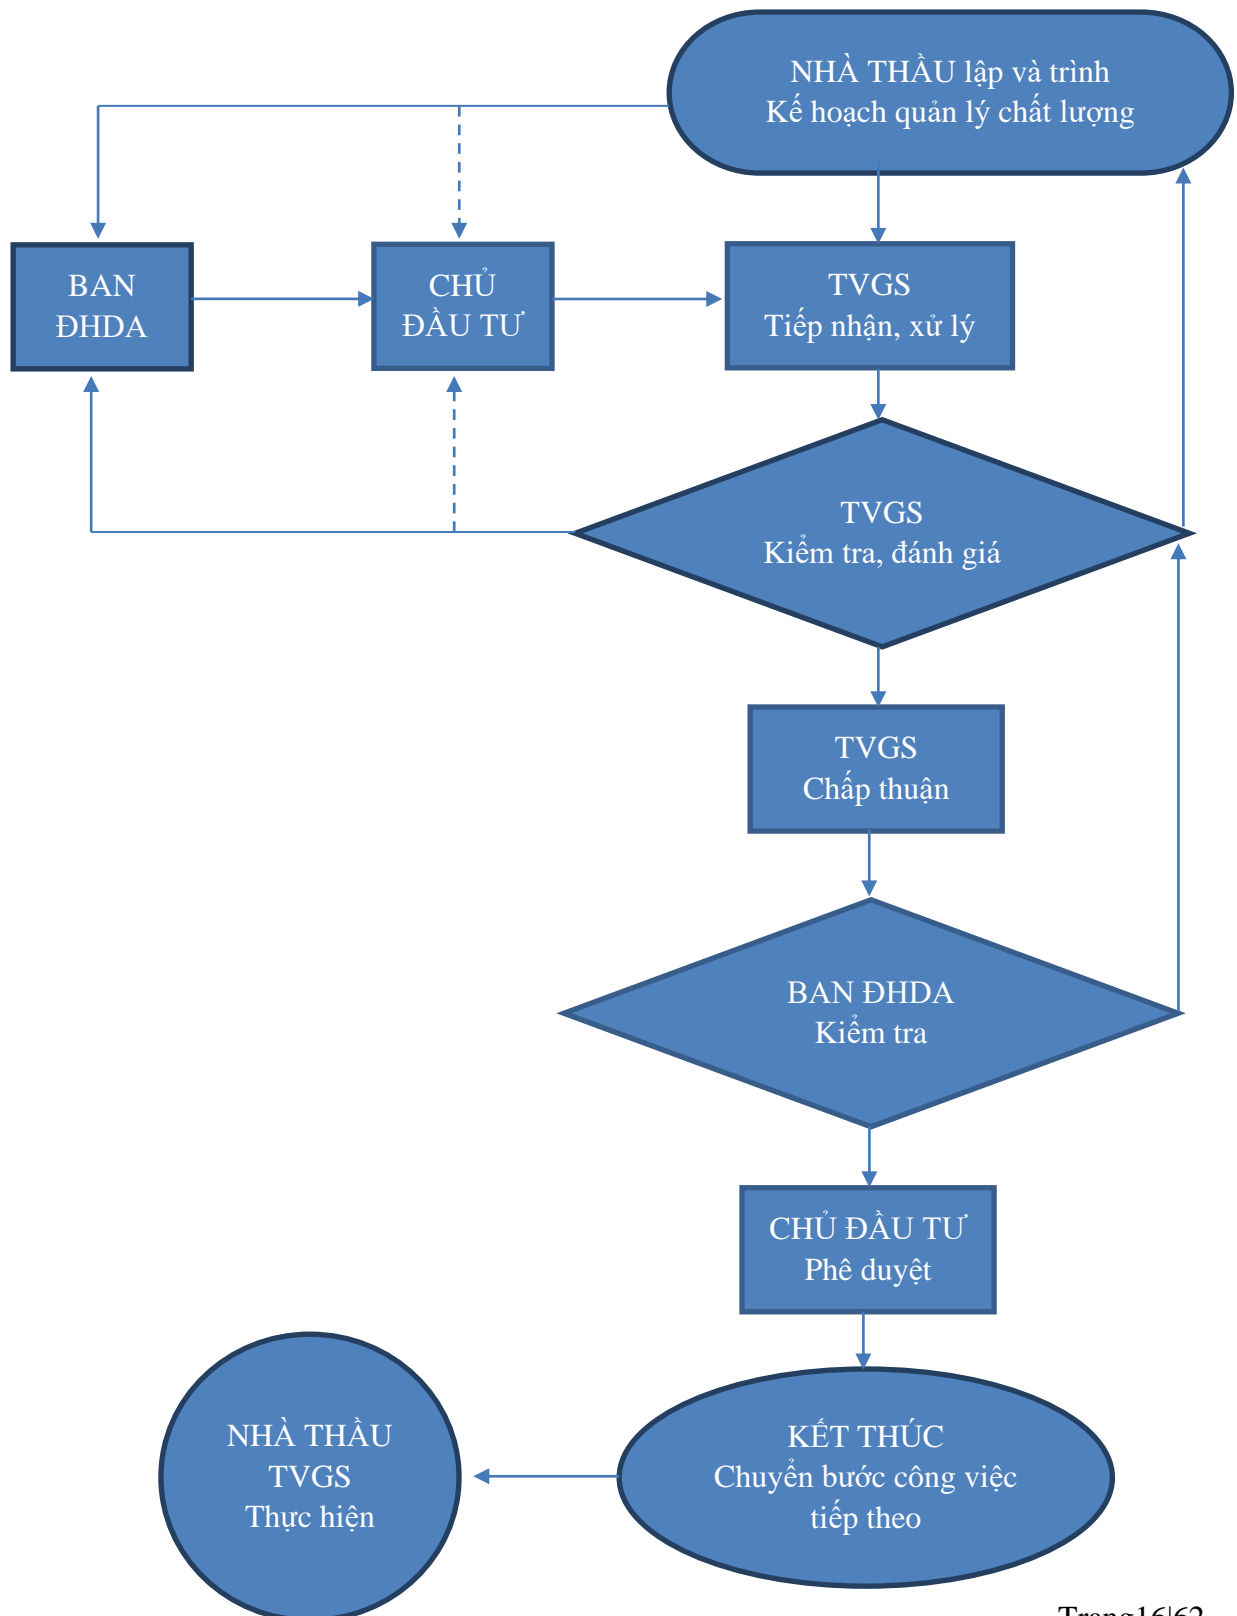 NHÀ THẦU lập và trình
Kế hoạch quản lý chất lượng
BAN
ĐHDA
CHỦ
ĐẦU TƯ
TVGS
Tiếp nhận, xử lý
TVGS
Kiểm tra, đánh giá
TVGS
Chấp thuận
BAN ĐHDA
Kiểm tra
CHỦ ĐẦU TƯ
Phê duyệt
NHÀ THẦU
TVGS
Thực hiện
KẾT THÚC
Chuyển bước công việc
tiếp theo
Trang16|62